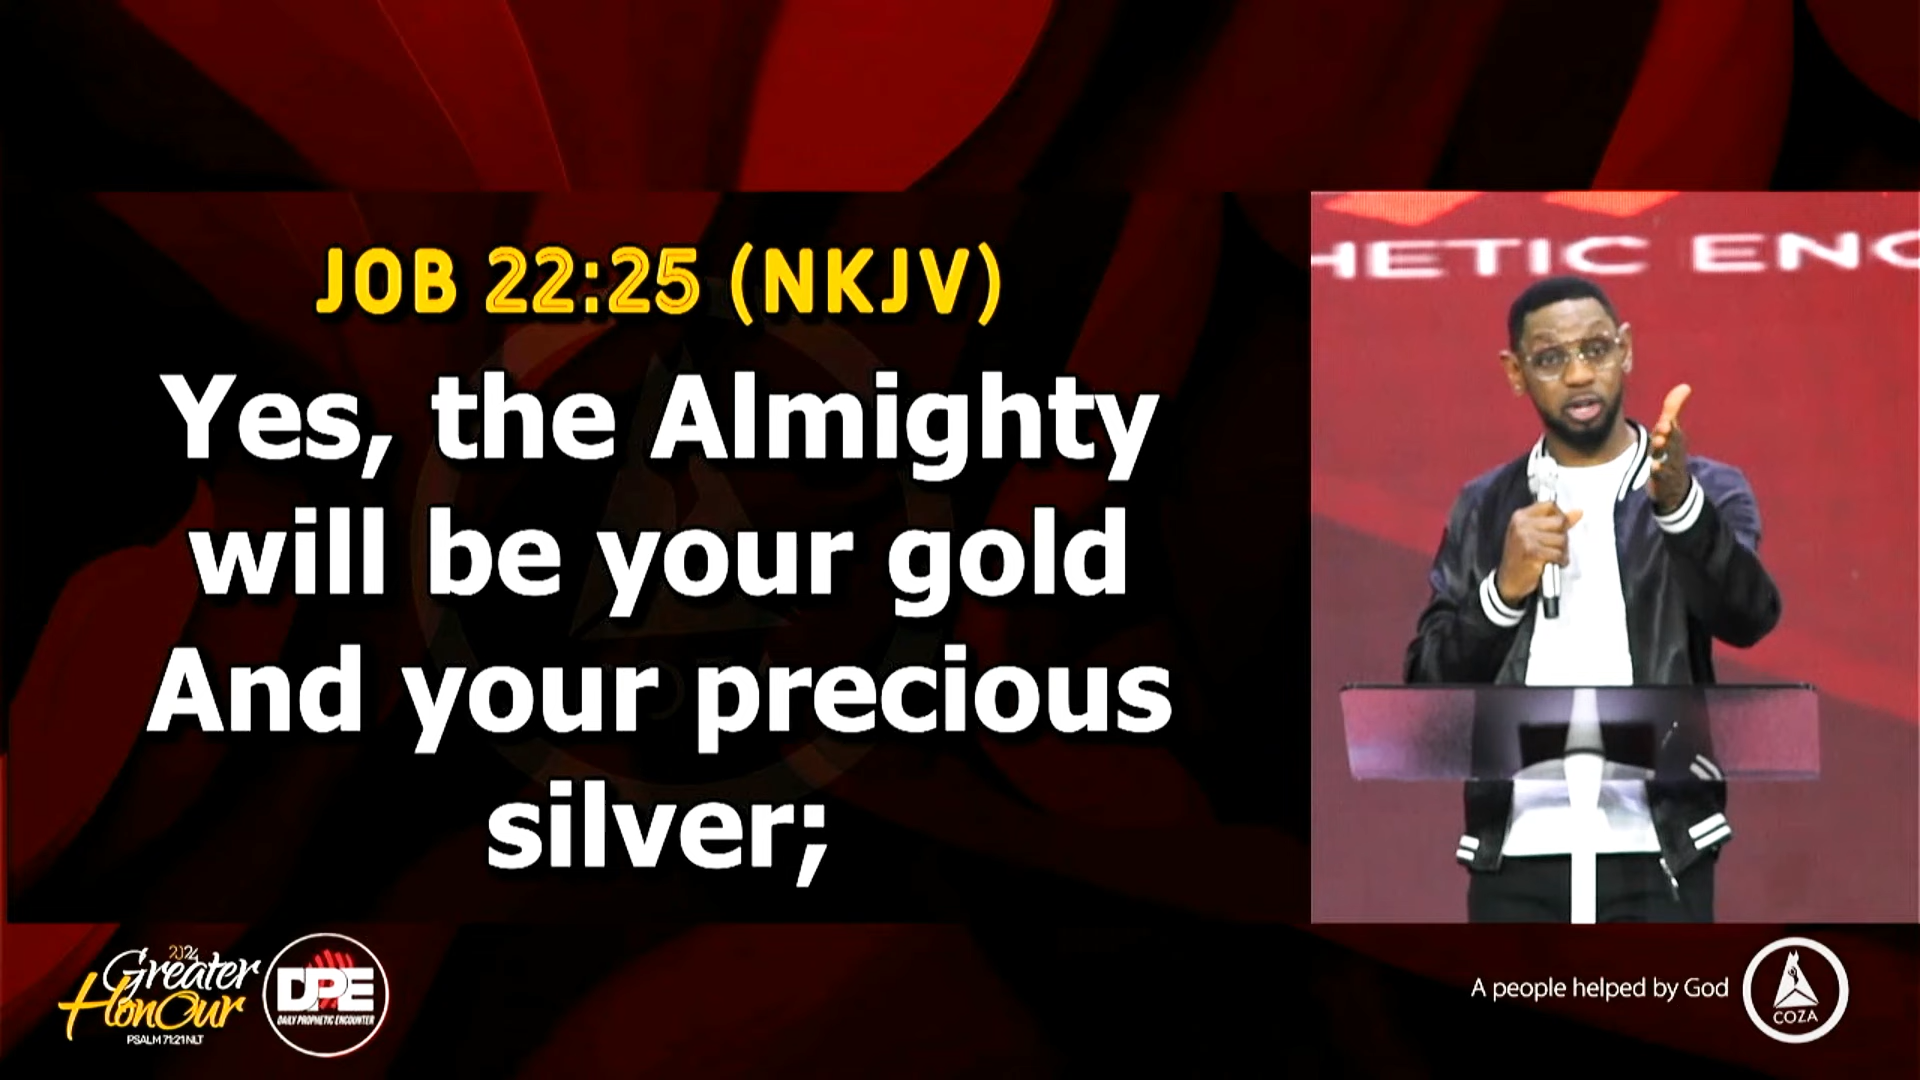 JOB 22:25 (NKJV)
Yes, the Almighty
will be your gold
And your precious
silver;
HETIC ENC
2024
Greater
HonOur
PSALM 71:21 NLT
DPE
DAILY PROPHETIC ENCOUNTER
A people helped by God
COZA